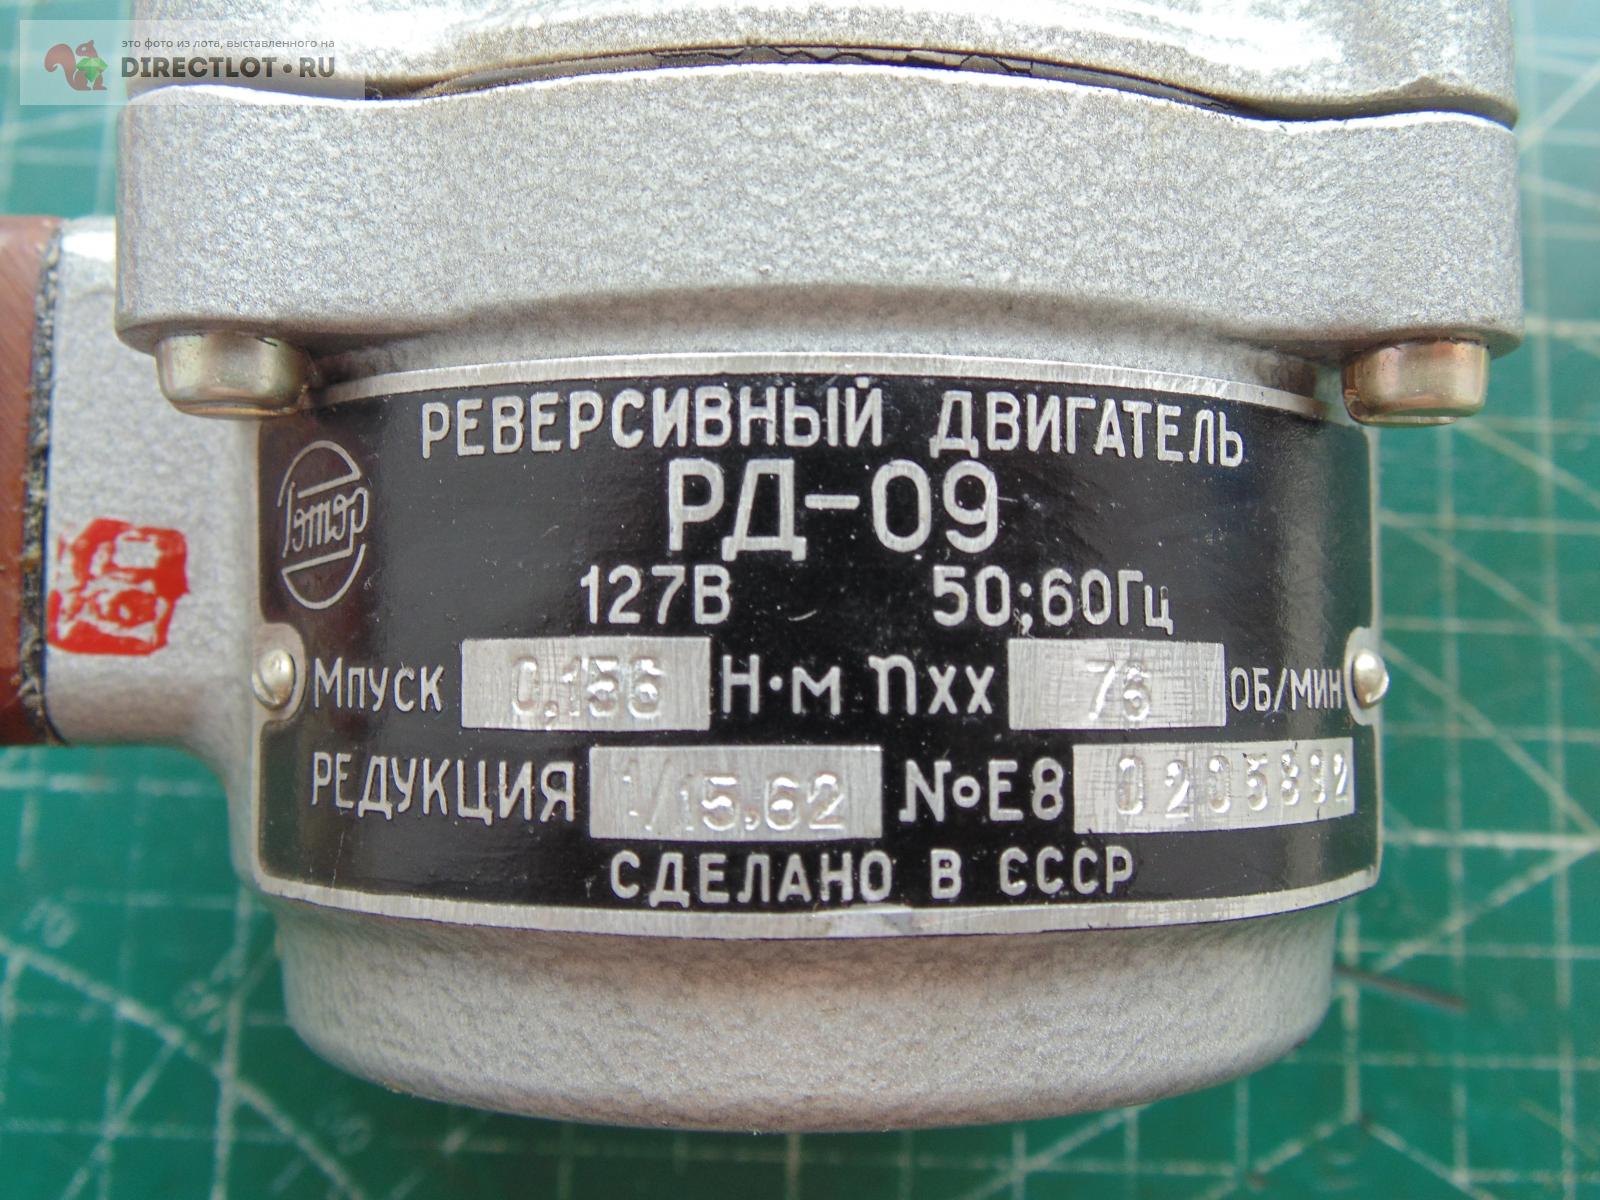 это фото из лота, выставленного на
DIRECTLOT•RU
РЕВЕРСИВНЫЙ ДВИГАТЕЛЬ
РД-09
127В 50;60Гц
Мпуск 0,156 Н·м nхх 76 ОБ/МИН
РЕДУКЦИЯ 1/15,62 №Е8
СДЕЛАНО В СССР